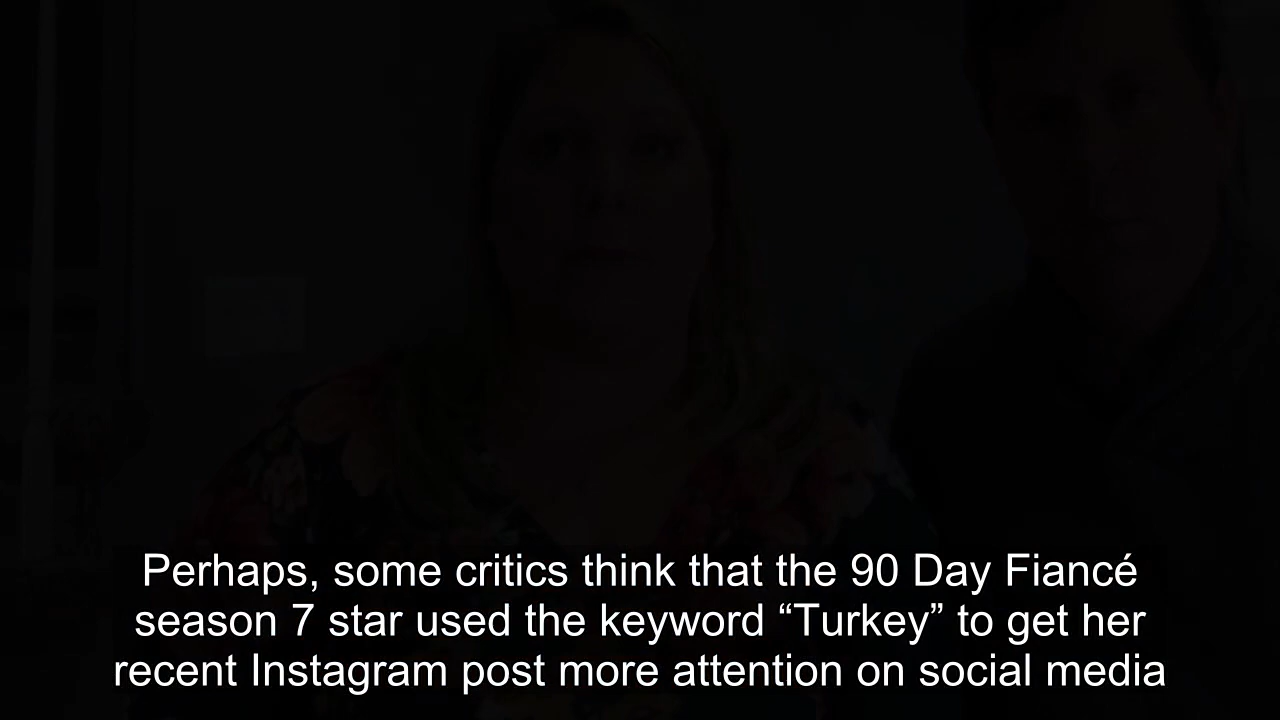 Perhaps, some critics think that the 90 Day Fiancé
season 7 star used the keyword “Turkey” to get her
recent Instagram post more attention on social media